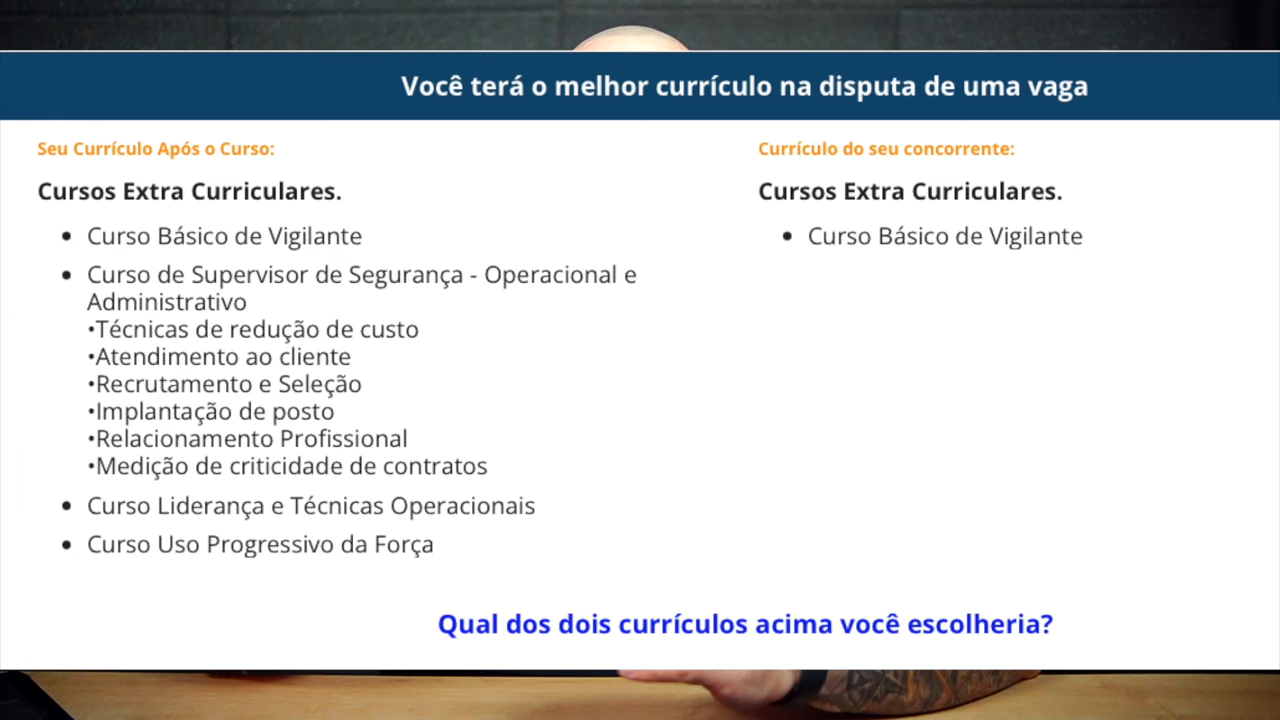 Você terá o melhor currículo na disputa de uma vaga
Seu Currículo Após o Curso:
Cursos Extra Curriculares.
• Curso Básico de Vigilante
• Curso de Supervisor de Segurança - Operacional e
Administrativo
•Técnicas de redução de custo
•Atendimento ao cliente
•Recrutamento e Seleção
•Implantação de posto
•Relacionamento Profissional
•Medição de criticidade de contratos
• Curso Liderança e Técnicas Operacionais
• Curso Uso Progressivo da Força
Currículo do seu concorrente:
Cursos Extra Curriculares.
• Curso Básico de Vigilante
Qual dos dois currículos acima você escolheria?